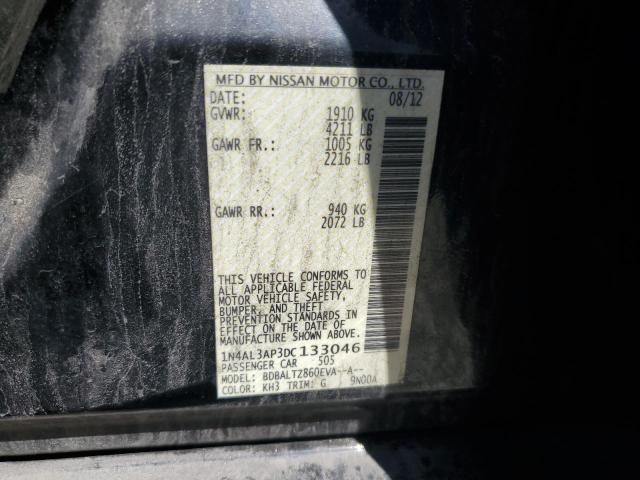 MFD BY NISSAN MOTOR CO., LTD.
DATE: 08/12
GVWR: 1910 KG
4211 LB
GAWR FR.: 1005 KG
2216 LB
GAWR RR.: 940 KG
2072 LB
THIS VEHICLE CONFORMS TO
ALL APPLICABLE FEDERAL
MOTOR VEHICLE SAFETY,
BUMPER, AND THEFT
PREVENTION STANDARDS IN
EFFECT ON THE DATE OF
MANUFACTURE SHOWN ABOVE.
1N4AL3AP3DC133046
PASSENGER CAR 505
MODEL: BDBALTZ860EVA--A--
COLOR: KH3 TRIM: G 9N00A